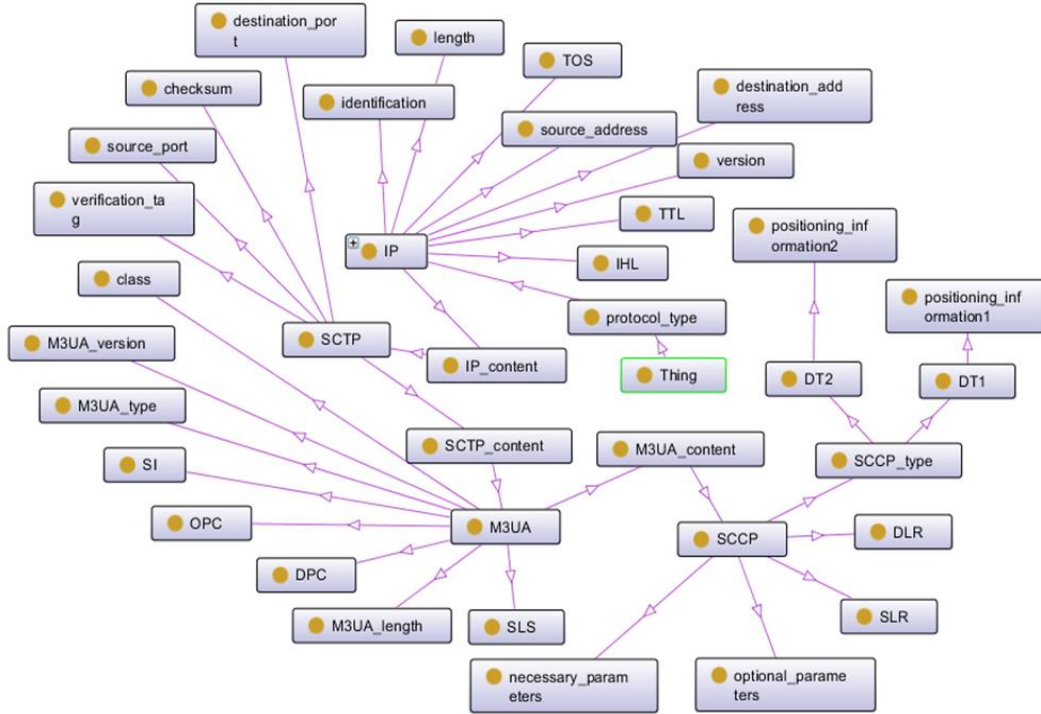 destination_por
t
length
TOS
checksum
identification
destination_add
ress
source_port
source_address
version
verification_ta
g
TTL
positioning_inf
ormation2
IP
IHL
class
positioning_inf
ormation1
SCTP
protocol_type
M3UA_version
IP_content
Thing
DT2
DT1
M3UA_type
SCTP_content
M3UA_content
SI
SCCP_type
OPC
M3UA
SCCP
DLR
DPC
M3UA_length
SLS
SLR
necessary_param
eters
optional_parame
ters